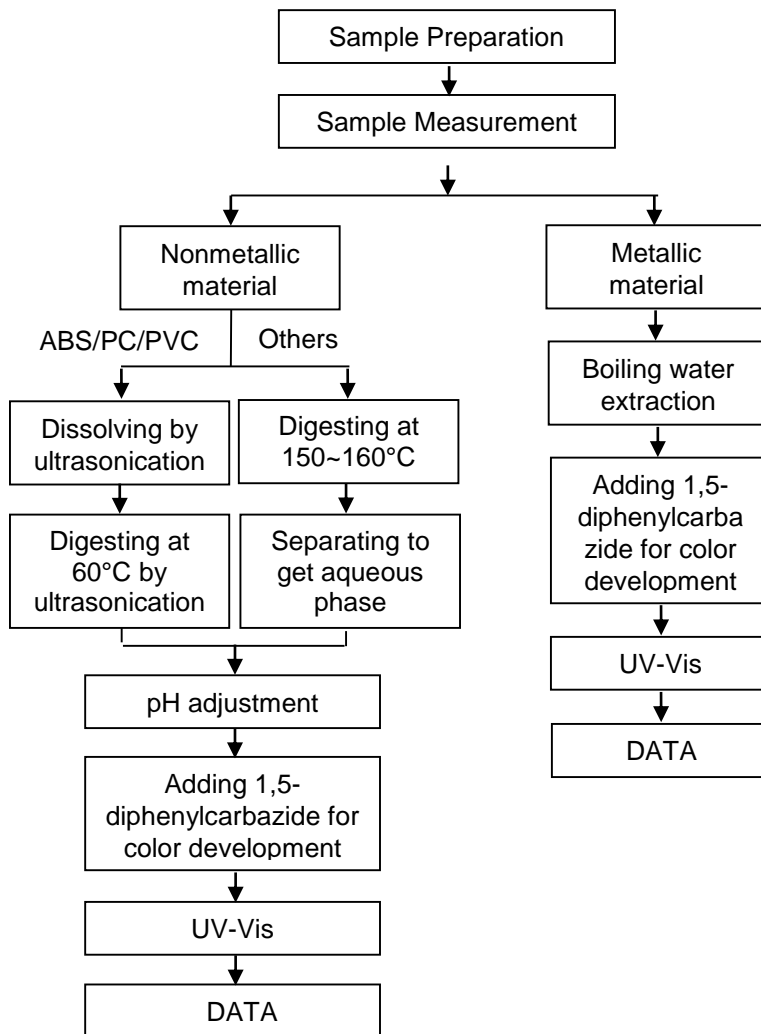 Sample Preparation
Sample Measurement
Nonmetallic
material
Metallic
material
ABS/PC/PVC
Others
Boiling water
extraction
Dissolving by
ultrasonication
Digesting at
150~160°C
Adding 1,5-
diphenylcarba
zide for color
development
Digesting at
60°C by
ultrasonication
Separating to
get aqueous
phase
UV-Vis
pH adjustment
DATA
Adding 1,5-
diphenylcarbazide for
color development
UV-Vis
DATA